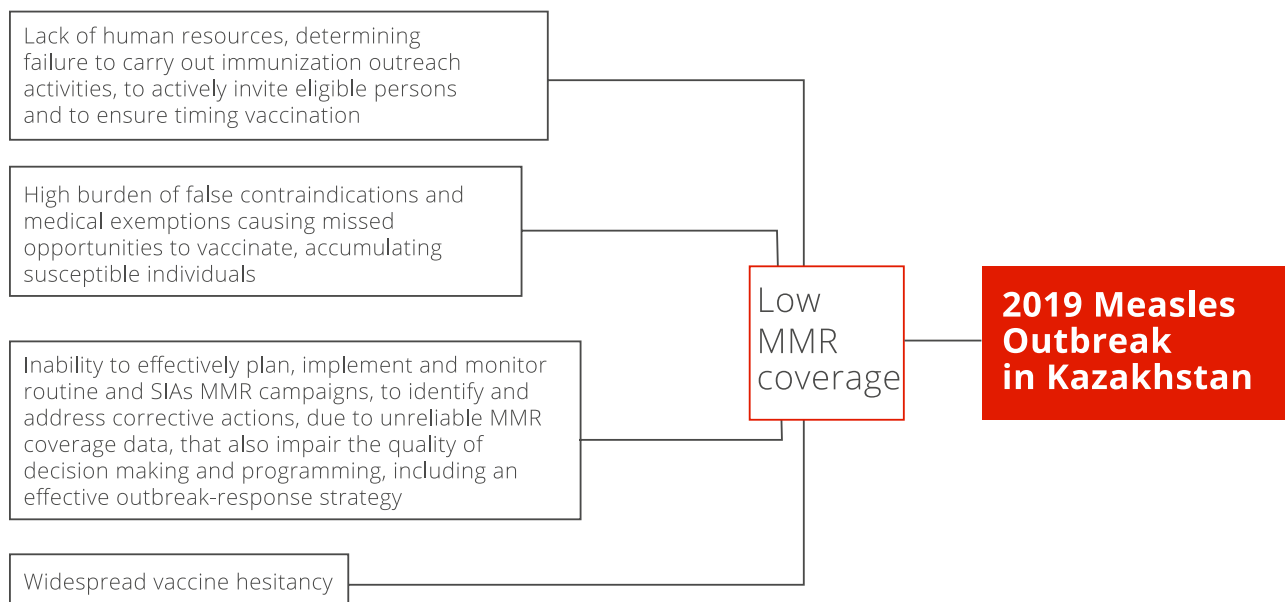 Lack of human resources, determining
failure to carry out immunization outreach
activities, to actively invite eligible persons
and to ensure timing vaccination
High burden of false contraindications and
medical exemptions causing missed
opportunities to vaccinate, accumulating
susceptible individuals
Inability to effectively plan, implement and monitor
routine and SIAs MMR campaigns, to identify and
address corrective actions, due to unreliable MMR
coverage data, that also impair the quality of
decision making and programming, including an
effective outbreak-response strategy
Widespread vaccine hesitancy
Low
MMR
coverage
2019 Measles
Outbreak
in Kazakhstan